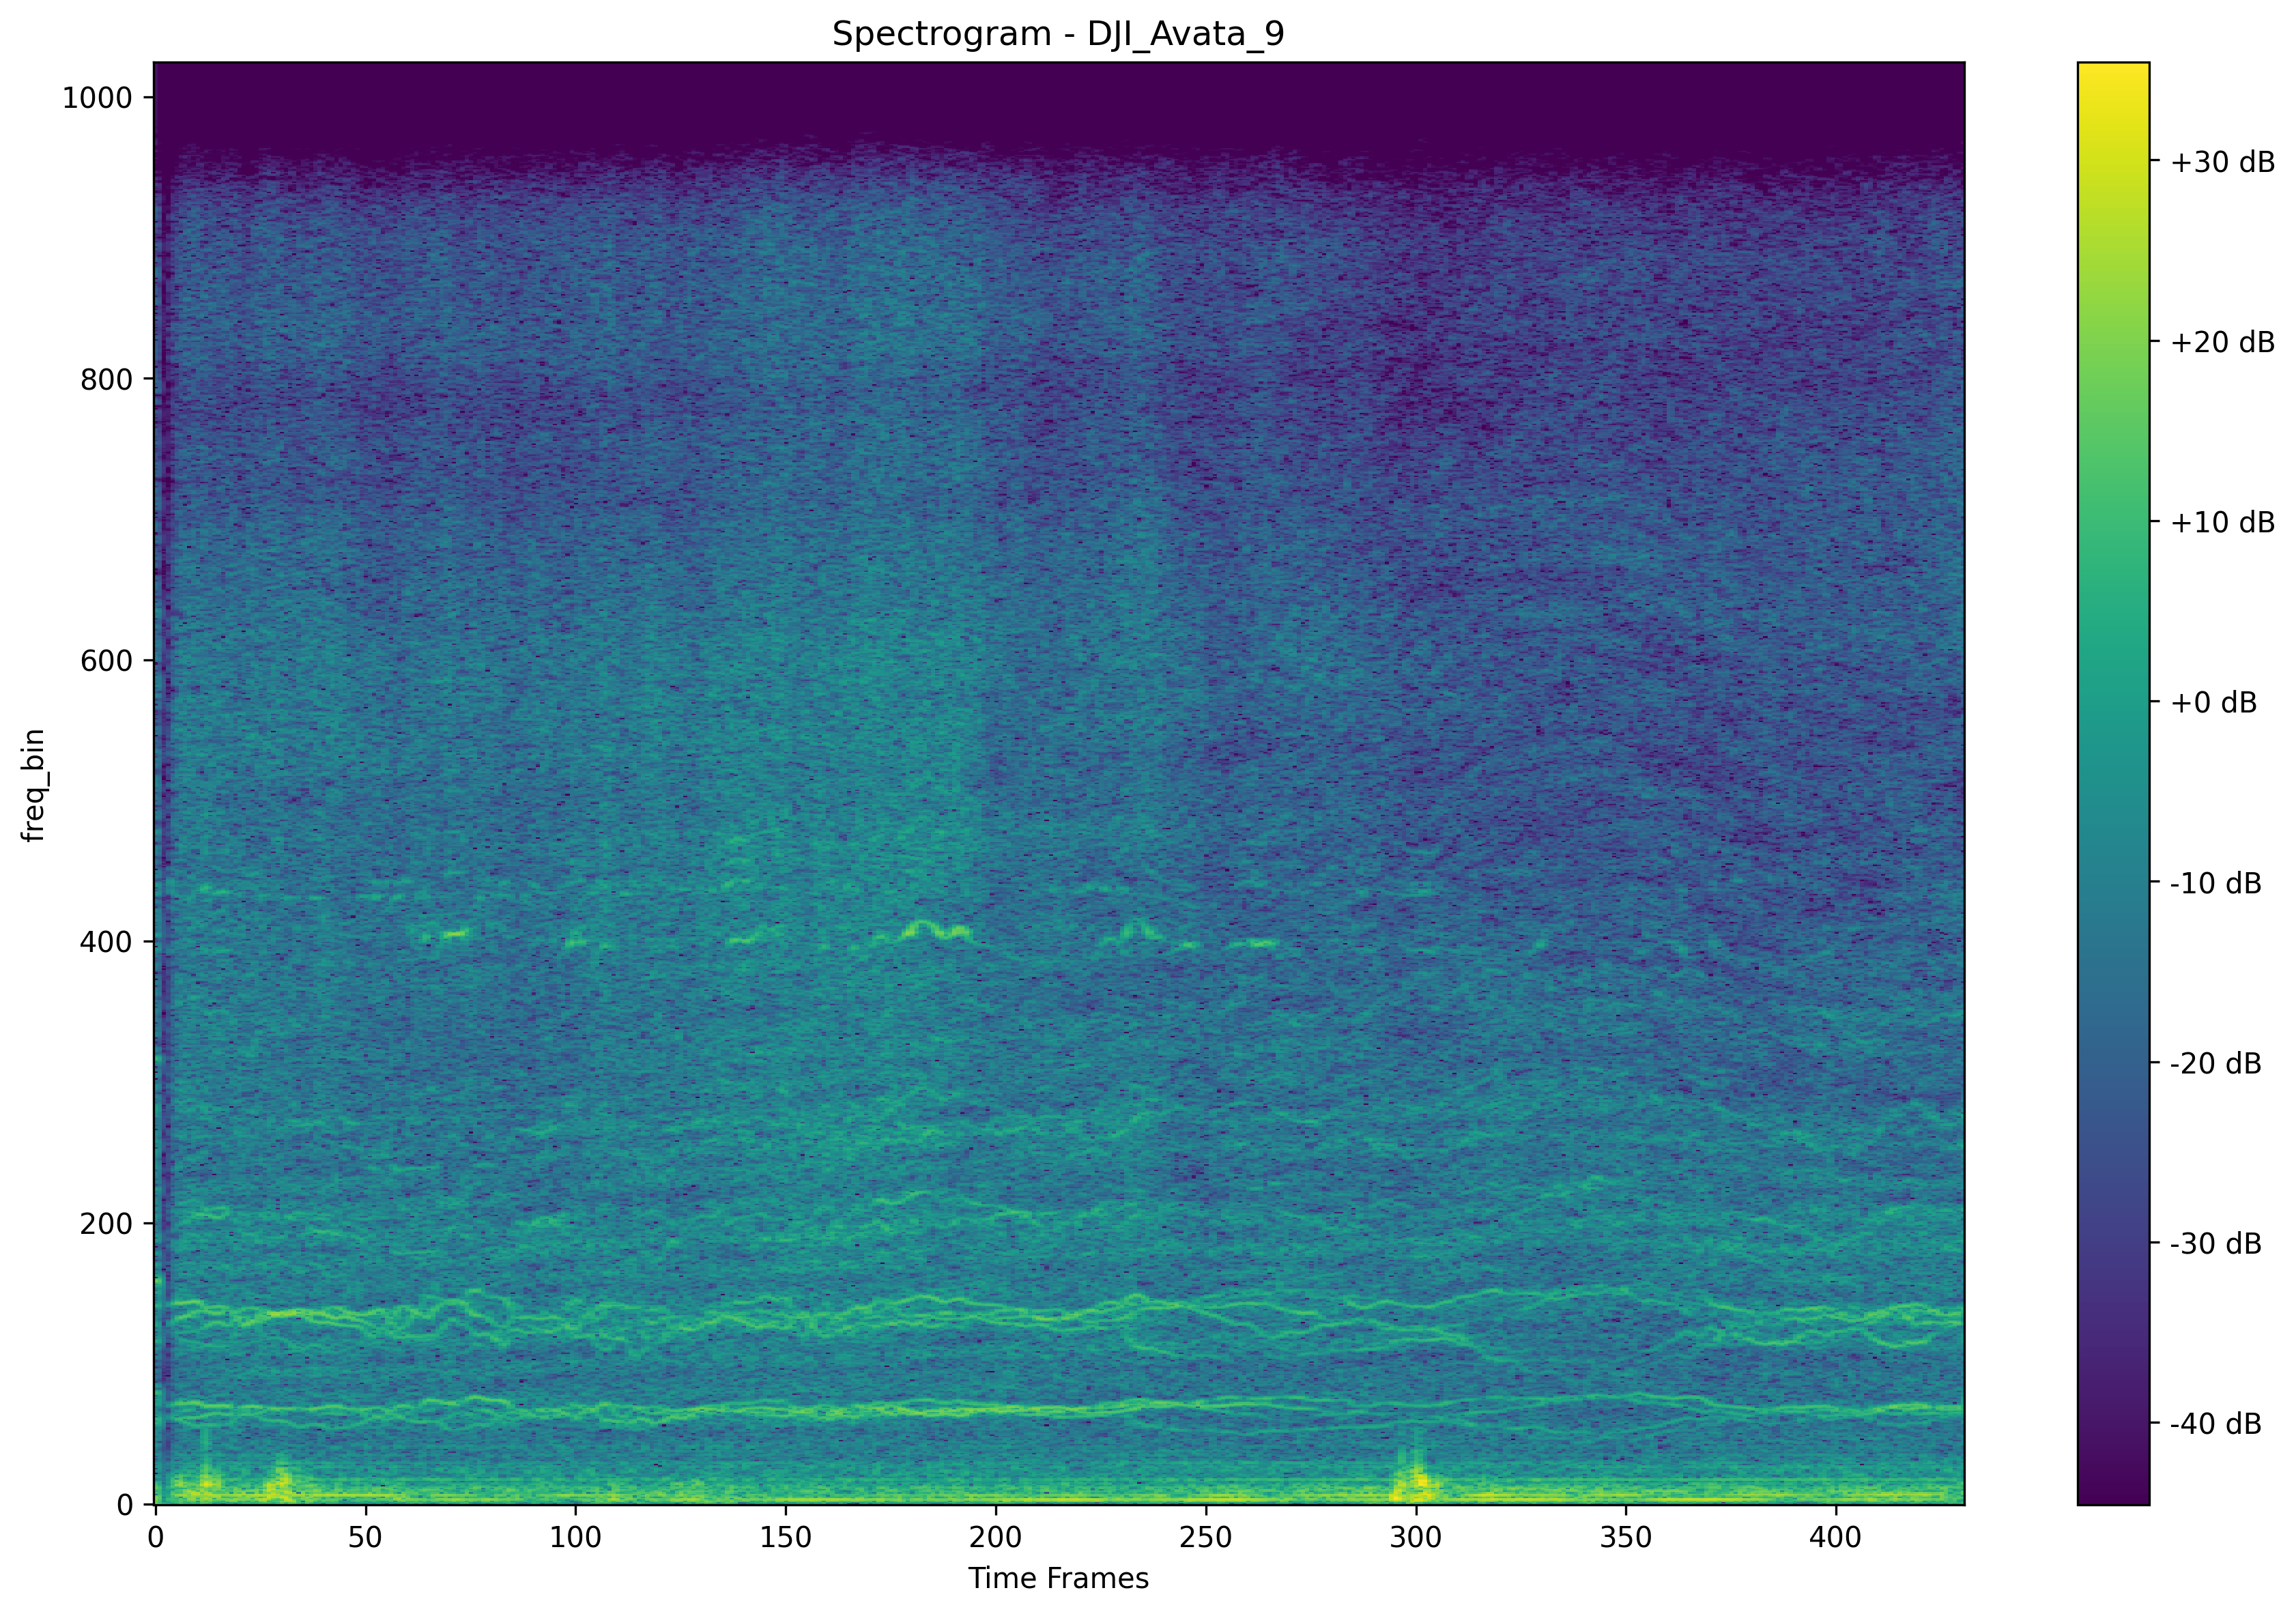 Spectrogram - DJI_Avata_9
1000
800
600
400
200
0
freq_bin
0 50 100 150 200 250 300 350 400
Time Frames
+30 dB
+20 dB
+10 dB
+0 dB
-10 dB
-20 dB
-30 dB
-40 dB